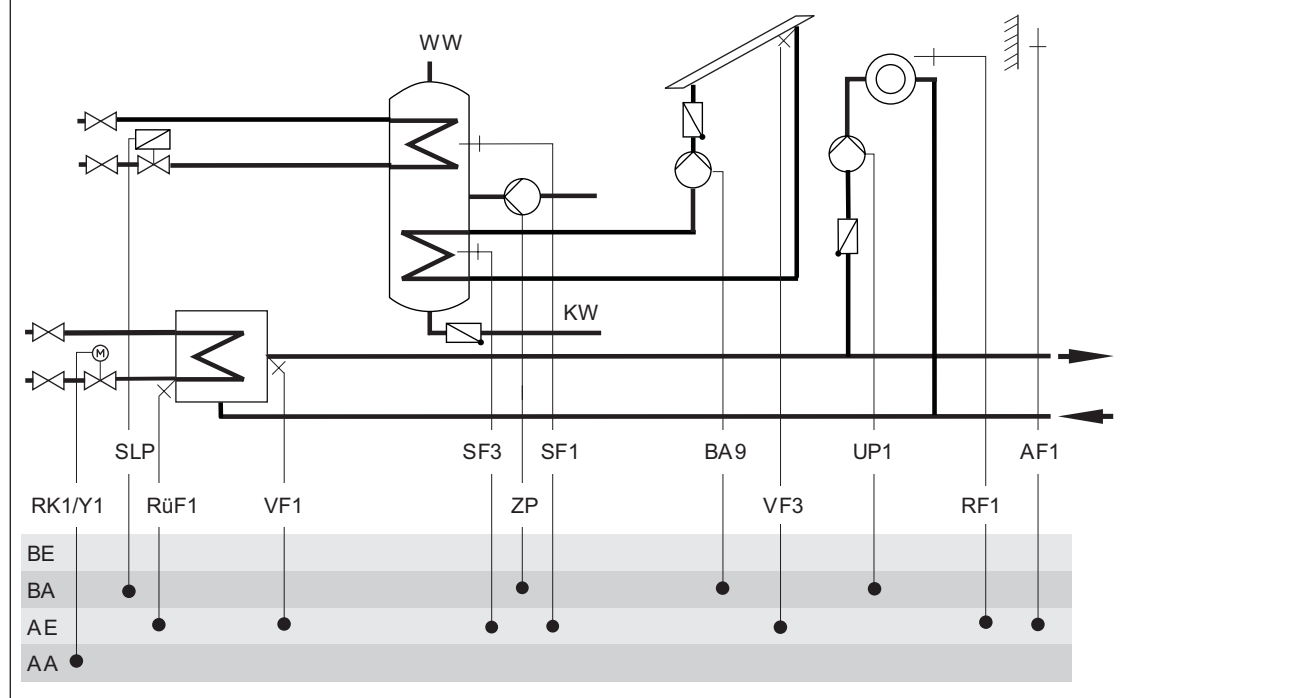 WW
M
KW
SLP SF3 SF1 BA9 UP1 AF1
RK1/Y1 RüF1 VF1 ZP VF3 RF1
BE
BA
AE
AA